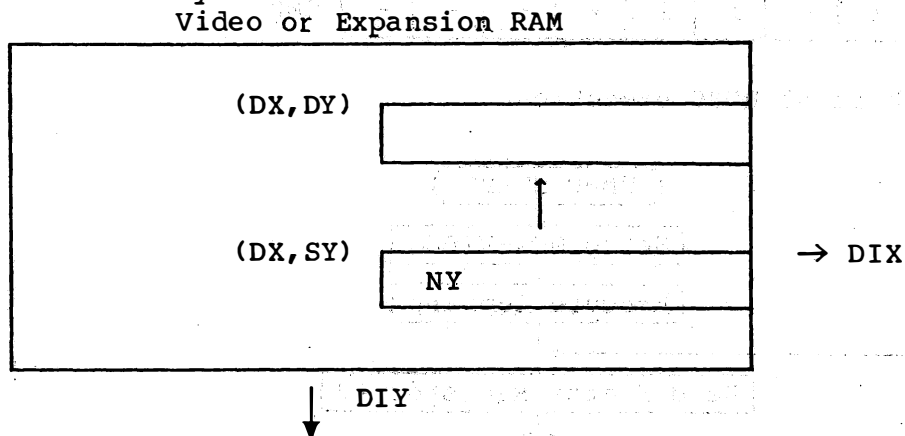 Video or Expansion RAM
(DX,DY)
(DX,SY)
NY
→ DIX
DIY